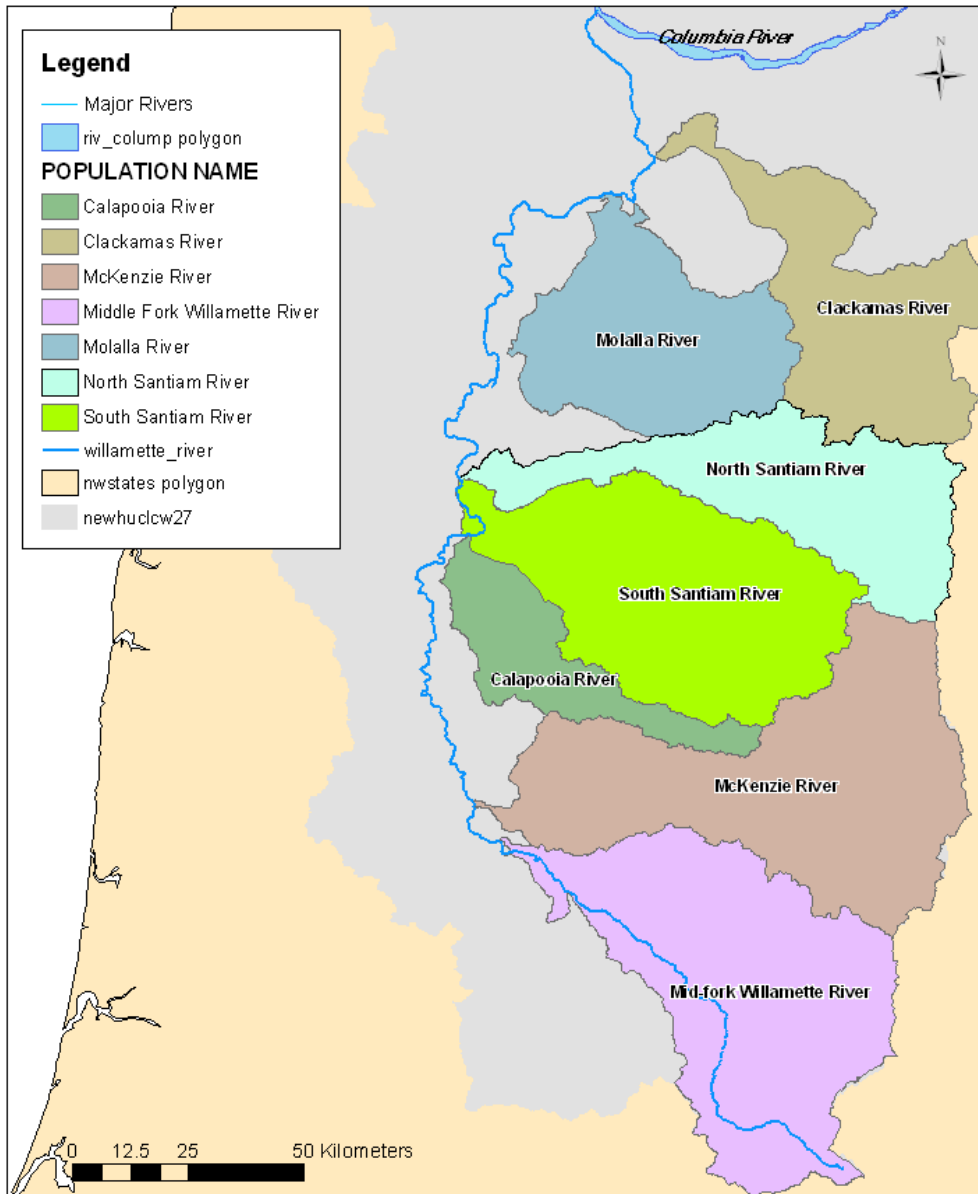 Columbia River
N
Legend
Major Rivers
riv_colump polygon
POPULATION NAME
Calapooia River
Clackamas River
McKenzie River
Middle Fork Willamette River
Molalla River
North Santiam River
South Santiam River
willamette_river
nwstates polygon
newhuclcw27
Clackamas River
Molalla River
North Santiam River
South Santiam River
Calapooia River
McKenzie River
Mid-fork Willamette River
0 12.5 25 50 Kilometers